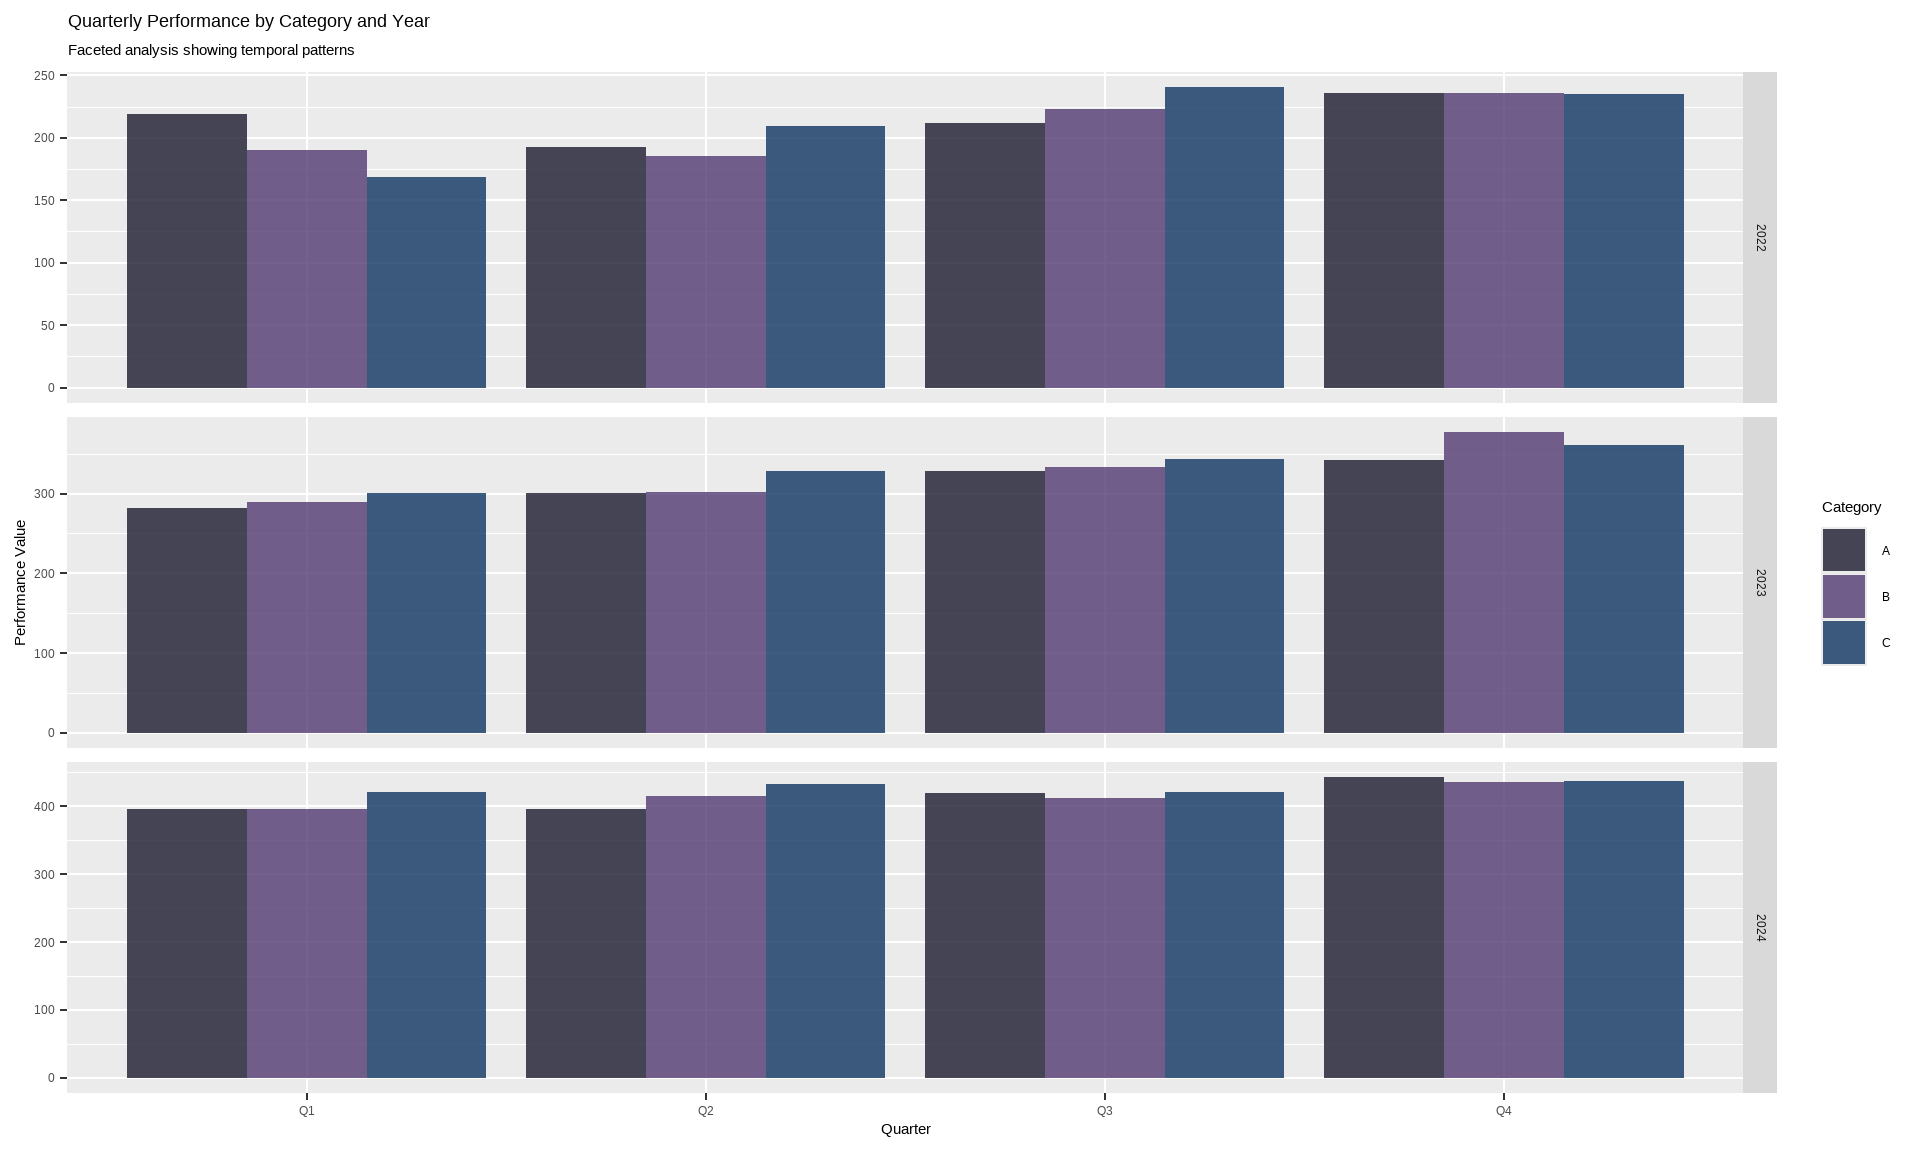 Quarterly Performance by Category and Year
Faceted analysis showing temporal patterns
250
200
150
100
50
0
2022
300
200
100
0
2023
400
300
200
100
0
2024
Q1
Q2
Q3
Q4
Quarter
Performance Value
Category
A
B
C